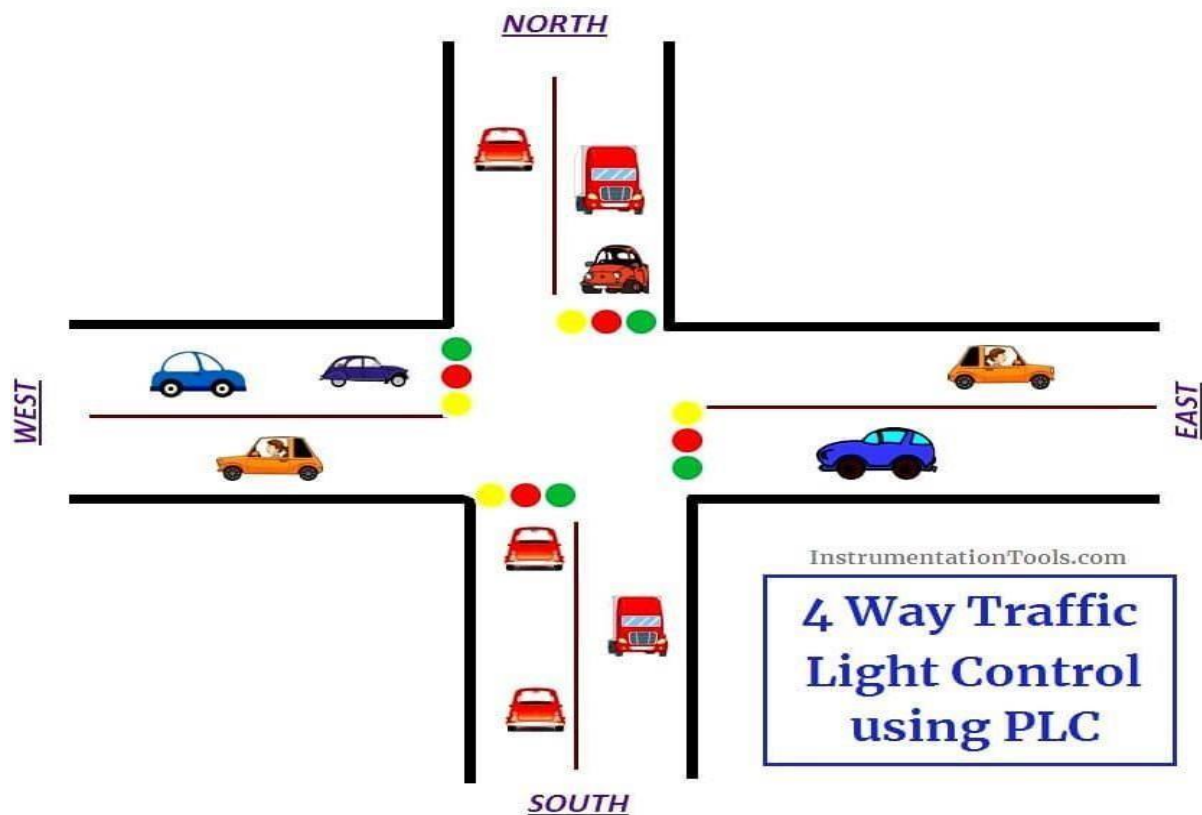 NORTH
WEST
EAST
InstrumentationTools.com
4 Way Traffic
Light Control
using PLC
SOUTH